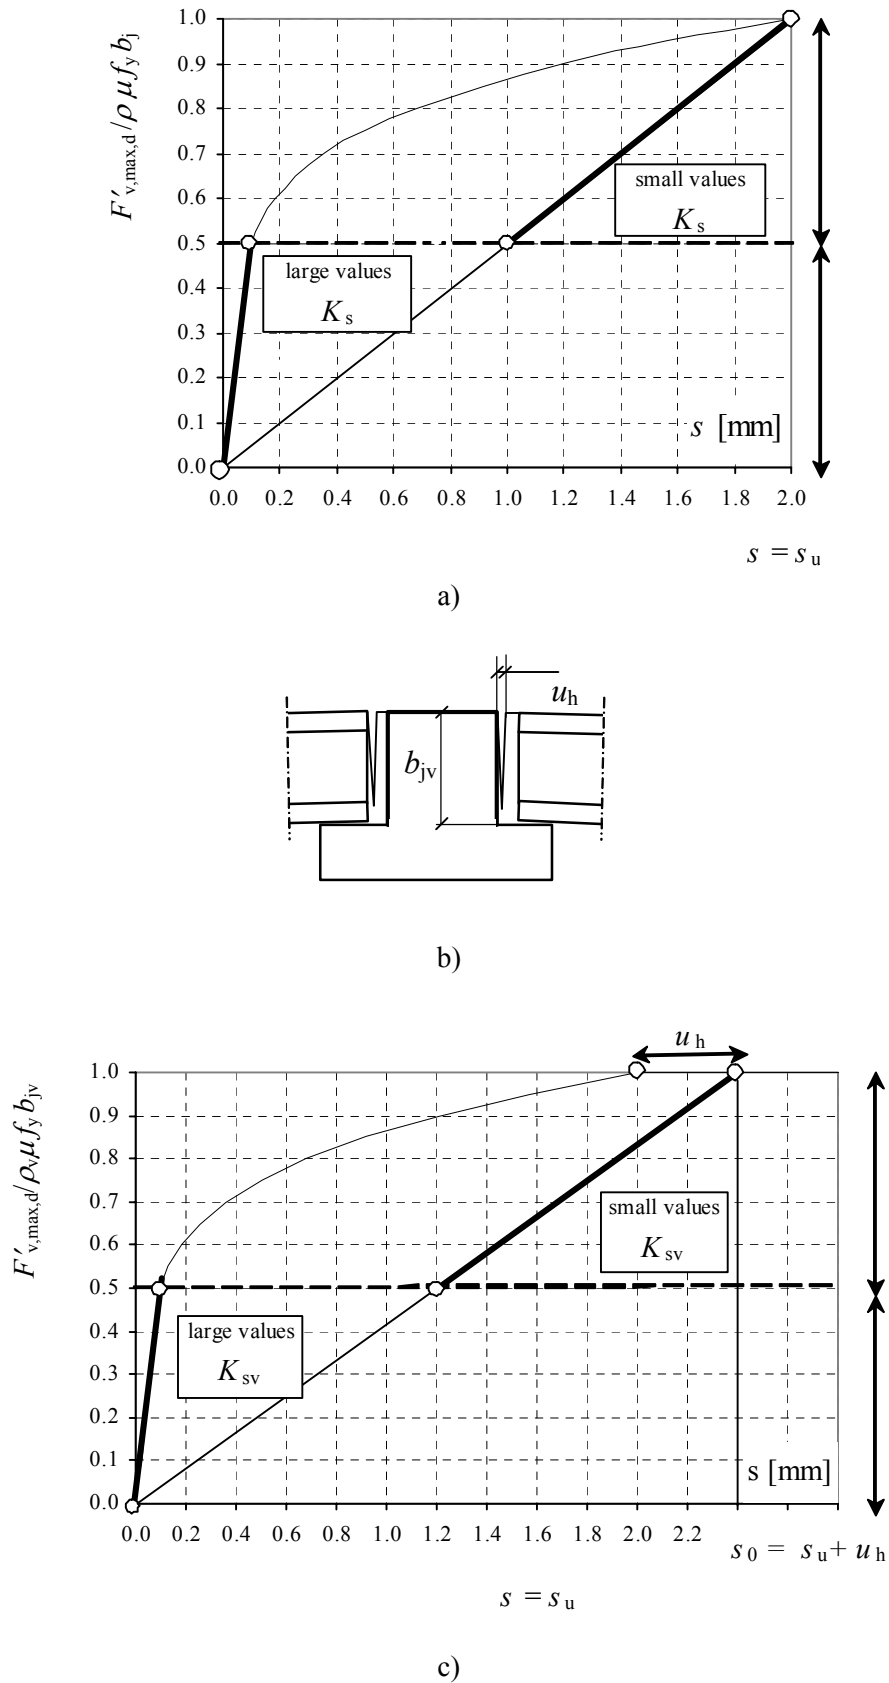 F′v,max,d/ρ μ fy bj
1.0
0.9
0.8
0.7
0.6
0.5
0.4
0.3
0.2
0.1
0.0
small values
Ks
large values
Ks
s [mm]
0.0 0.2 0.4 0.6 0.8 1.0 1.2 1.4 1.6 1.8 2.0
s = su
a)
uh
bjv
b)
uh
F′v,max,d/ρvμ fy bjv
1.0
0.9
0.8
0.7
0.6
0.5
0.4
0.3
0.2
0.1
0.0
small values
Ksv
large values
Ksv
s [mm]
0.0 0.2 0.4 0.6 0.8 1.0 1.2 1.4 1.6 1.8 2.0 2.2
s0 = su+ uh
s = su
c)